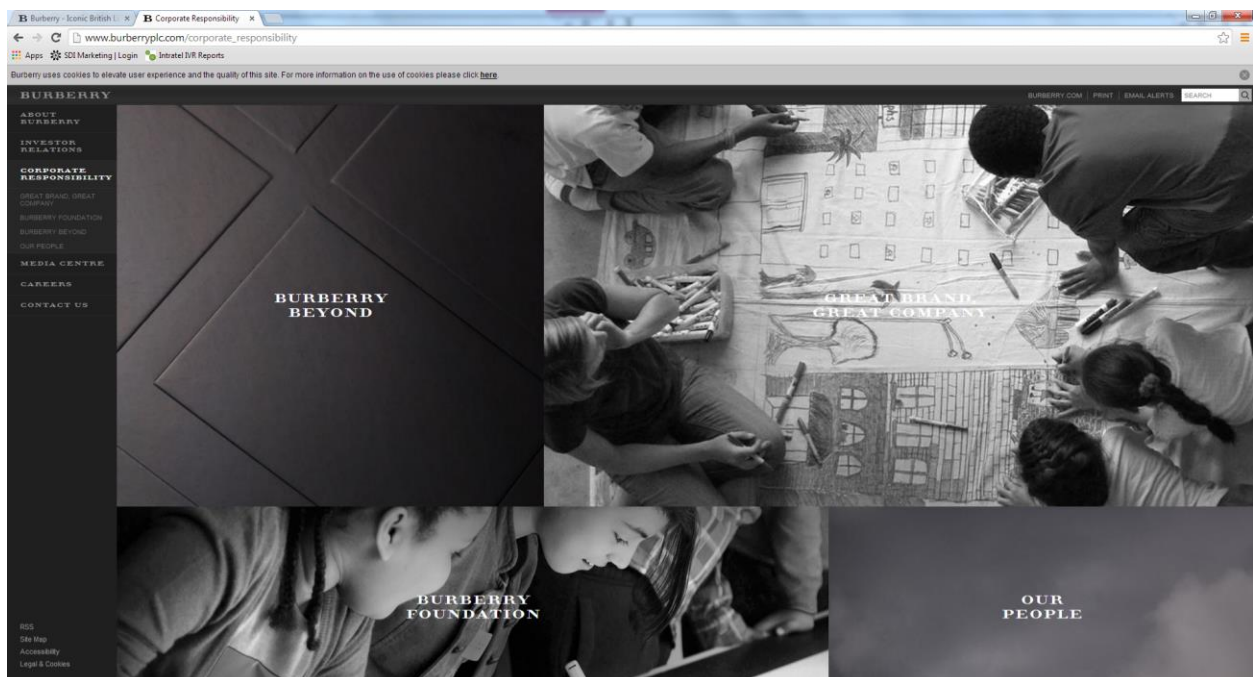 B Burberry - Iconic British L
B Corporate Responsibility
www.burberryplc.com/corporate_responsibility
Apps SDI Marketing | Login Intratel IVR Reports
Burberry uses cookies to elevate user experience and the quality of this site. For more information on the use of cookies please click here.
BURBERRY
BURBERRY.COM | PRINT | EMAIL ALERTS SEARCH
ABOUT
BURBERRY
INVESTOR
RELATIONS
CORPORATE
RESPONSIBILITY
GREAT BRAND, GREAT
COMPANY
BURBERRY FOUNDATION
BURBERRY BEYOND
OUR PEOPLE
MEDIA CENTRE
CAREERS
CONTACT US
BURBERRY
BEYOND
GREAT BRAND,
GREAT COMPANY
BURBERRY
FOUNDATION
OUR
PEOPLE
RSS
Site Map
Accessibility
Legal & Cookies